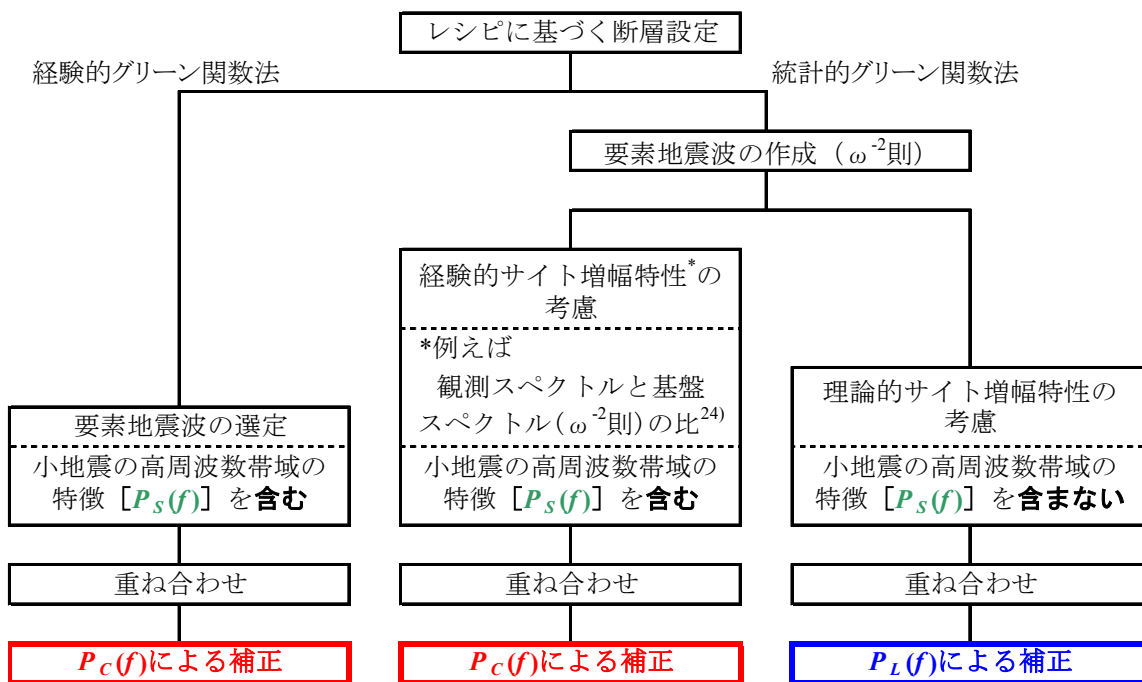 レシピに基づく断層設定
経験的グリーン関数法
統計的グリーン関数法
要素地震波の作成（ω⁻²則）
経験的サイト増幅特性*の
考慮
*例えば
観測スペクトルと基盤
スペクトル(ω⁻²則)の比²⁴⁾
小地震の高周波数帯域の
特徴［P_S(f)］を含む
要素地震波の選定
小地震の高周波数帯域の
特徴［P_S(f)］を含む
理論的サイト増幅特性の
考慮
小地震の高周波数帯域の
特徴［P_S(f)］を含まない
重ね合わせ
重ね合わせ
重ね合わせ
P_C(f)による補正
P_C(f)による補正
P_L(f)による補正